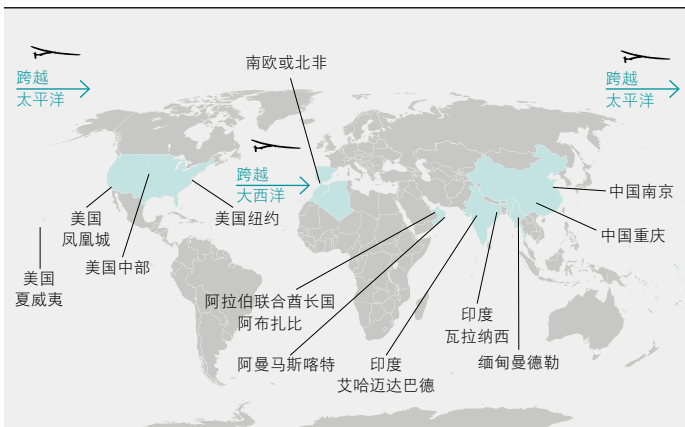 跨越
太平洋
南欧或北非
跨越
太平洋
跨越
大西洋
美国
凤凰城
美国纽约
中国南京
中国重庆
美国中部
美国
夏威夷
阿拉伯联合酋长国
阿布扎比
印度
瓦拉纳西
阿曼马斯喀特
印度
艾哈迈达巴德
缅甸曼德勒